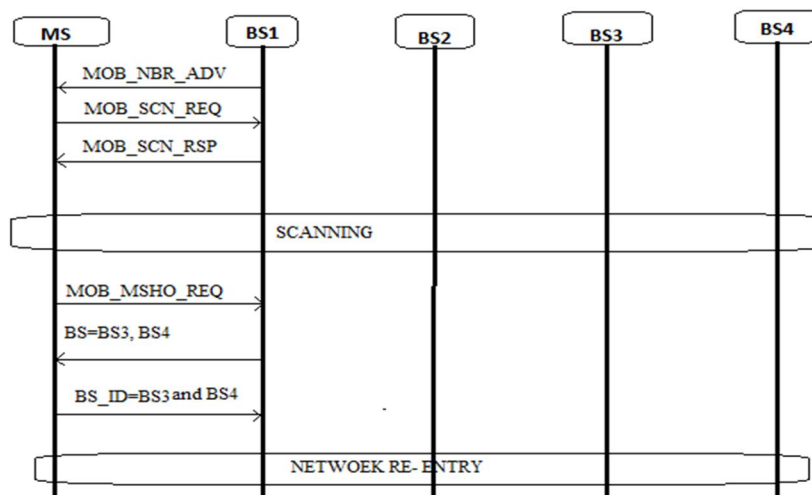 MS
BS1
BS2
BS3
BS4
MOB_NBR_ADV
MOB_SCN_REQ
MOB_SCN_RSP
SCANNING
MOB_MSHO_REQ
BS=BS3, BS4
BS_ID=BS3 and BS4
NETWOEK RE- ENTRY